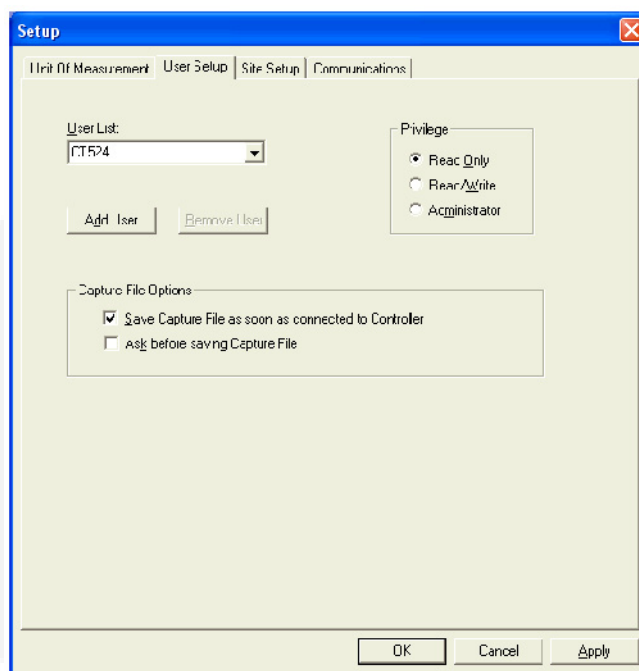 Setup
Unit Of Measurement User Setup Site Setup Communications
User List:
CT524
Privilege
Read Only
Read/Write
Administrator
Add User Remove User
Capture File Options
Save Capture File as soon as connected to Controller
Ask before saving Capture File
OK Cancel Apply